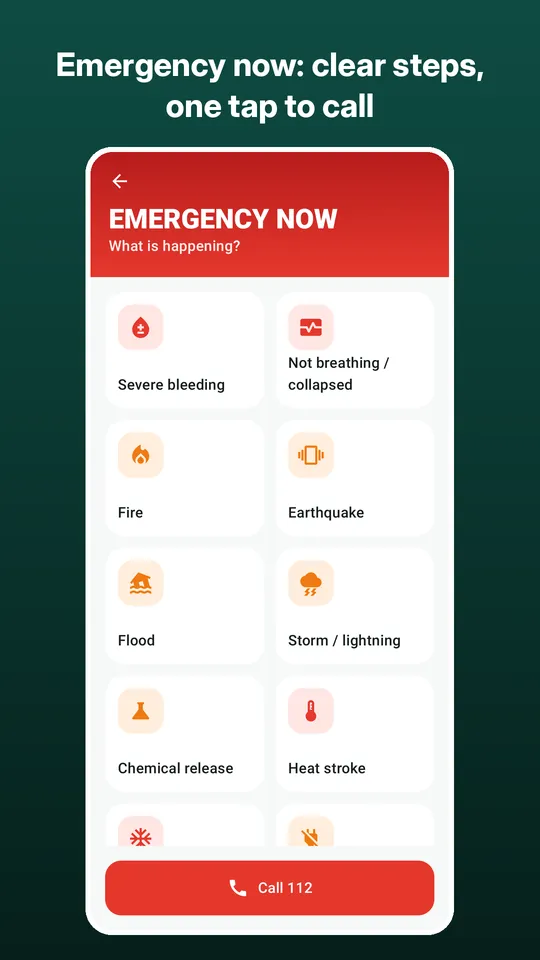 Emergency now: clear steps,
one tap to call
EMERGENCY NOW
What is happening?
Severe bleeding
Not breathing /
collapsed
Fire
Earthquake
Flood
Storm / lightning
Chemical release
Heat stroke
Call 112